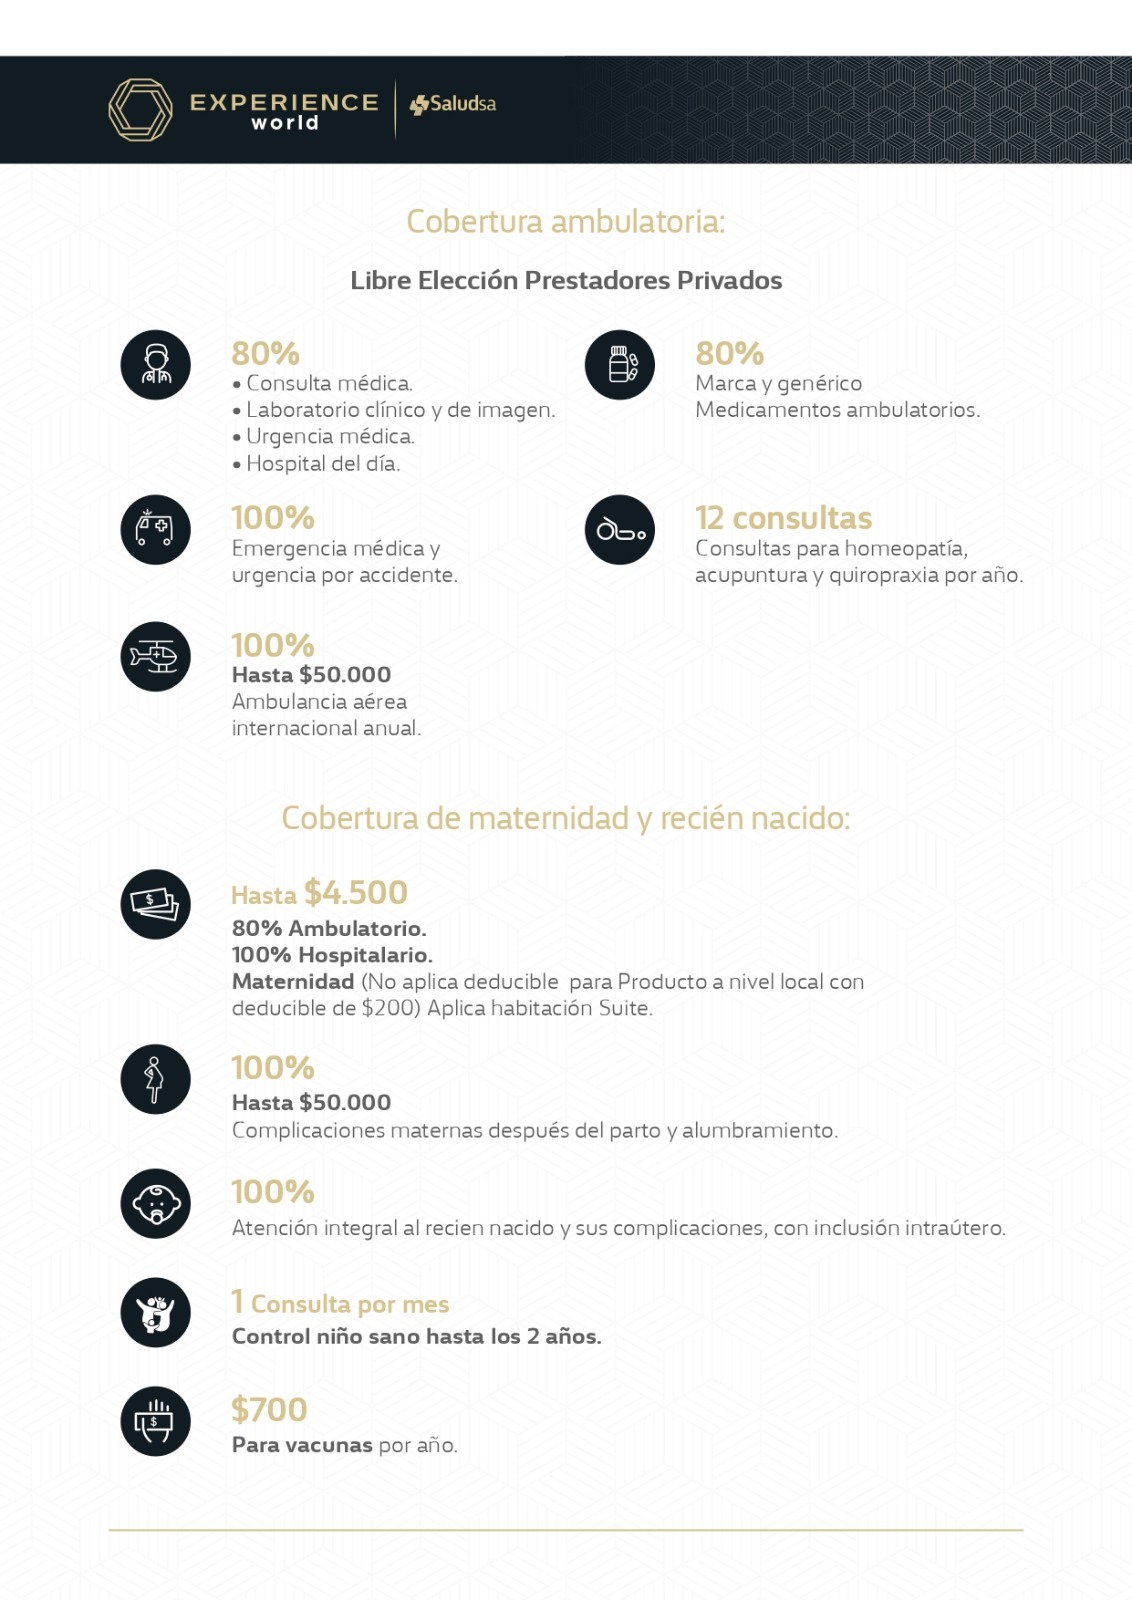 EXPERIENCE
world
Saludsa
Cobertura ambulatoria:
Libre Elección Prestadores Privados
80%
• Consulta médica.
• Laboratorio clínico y de imagen.
• Urgencia médica.
• Hospital del día.
80%
Marca y genérico
Medicamentos ambulatorios.
100%
Emergencia médica y
urgencia por accidente.
12 consultas
Consultas para homeopatía,
acupuntura y quiropraxia por año.
100%
Hasta $50.000
Ambulancia aérea
internacional anual.
Cobertura de maternidad y recién nacido:
$
Hasta $4.500
80% Ambulatorio.
100% Hospitalario.
Maternidad (No aplica deducible para Producto a nivel local con
deducible de $200) Aplica habitación Suite.
100%
Hasta $50.000
Complicaciones maternas después del parto y alumbramiento.
100%
Atención integral al recien nacido y sus complicaciones, con inclusión intraútero.
1 Consulta por mes
Control niño sano hasta los 2 años.
$
$700
Para vacunas por año.